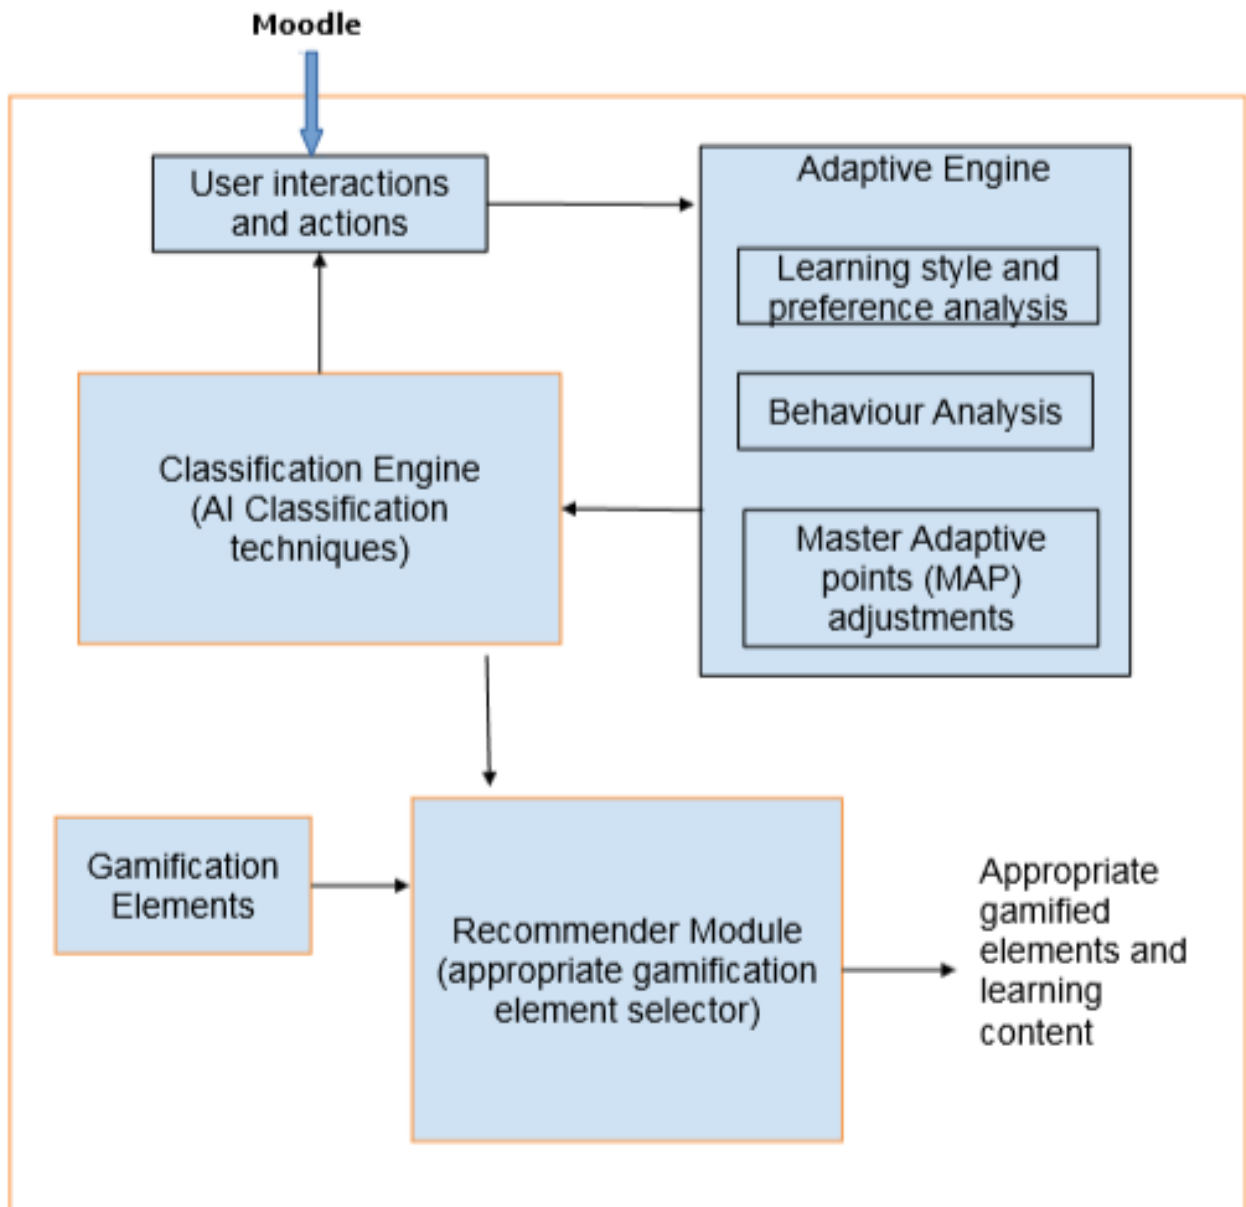 Moodle
User interactions
and actions
Adaptive Engine
Learning style and
preference analysis
Behaviour Analysis
Master Adaptive
points (MAP)
adjustments
Classification Engine
(AI Classification
techniques)
Gamification
Elements
Recommender Module
(appropriate gamification
element selector)
Appropriate
gamified
elements and
learning
content